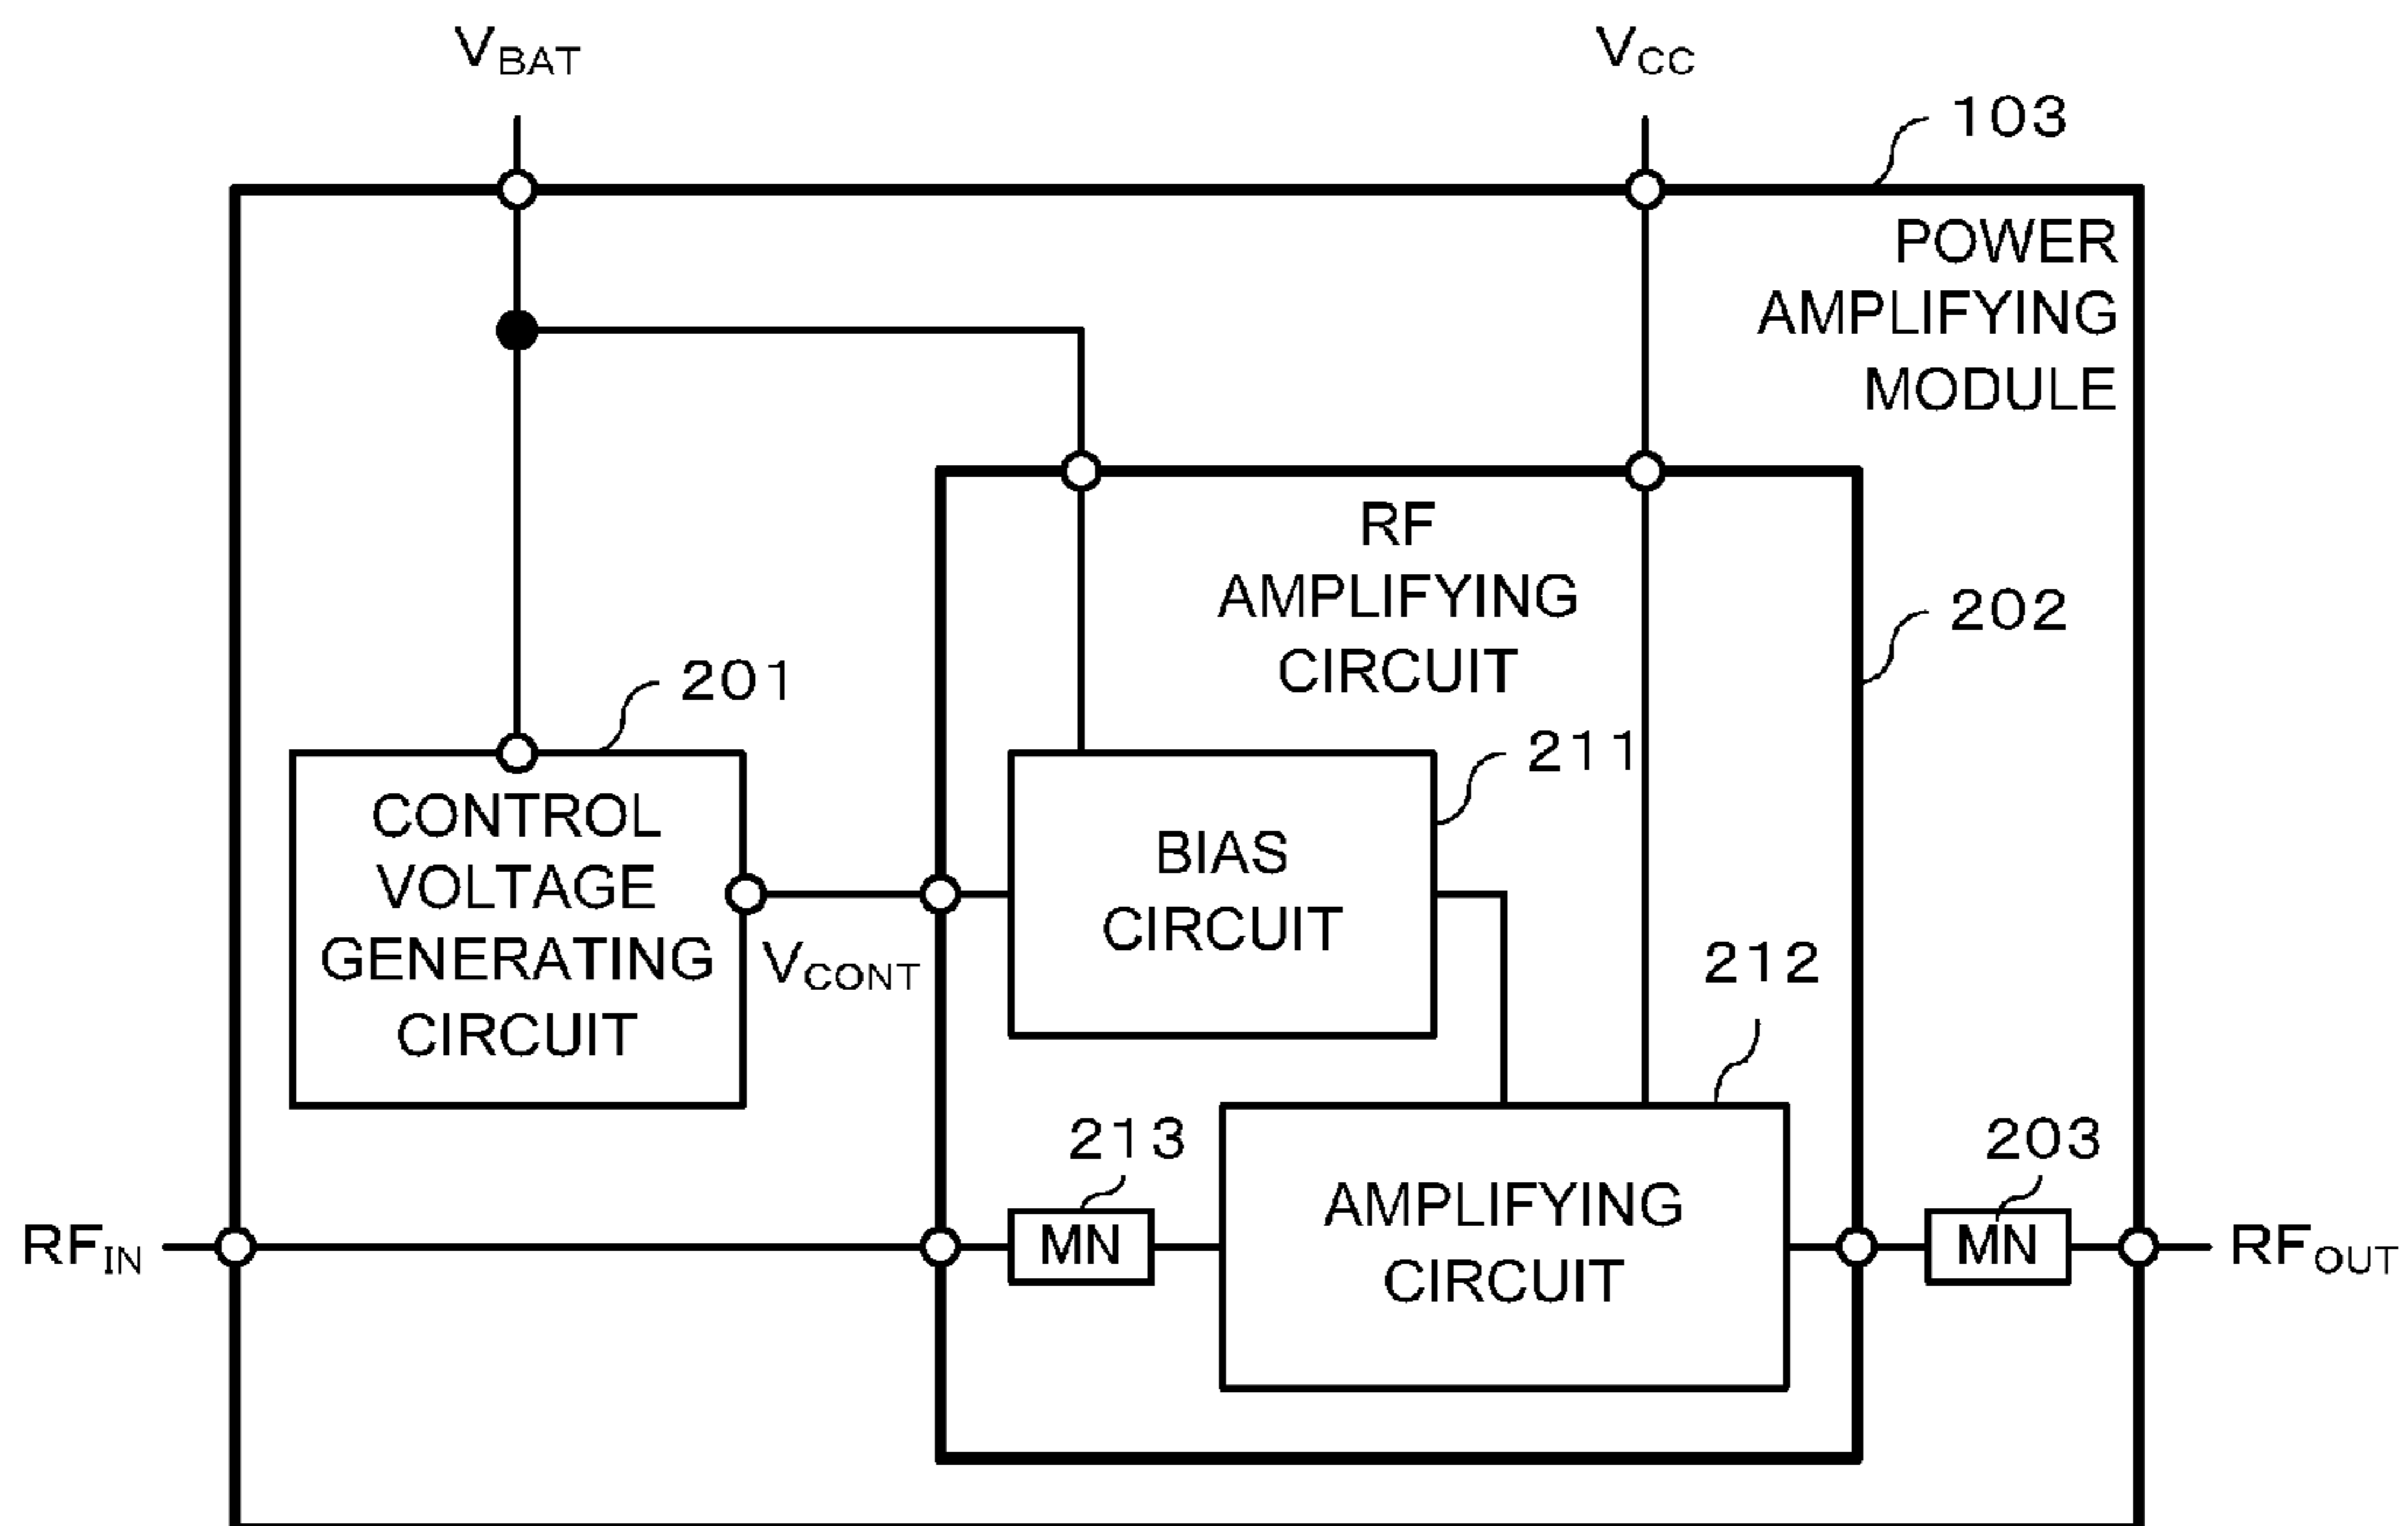 VBAT
VCC
103
POWER
AMPLIFYING
MODULE
RF
AMPLIFYING
CIRCUIT
202
201
211
CONTROL
VOLTAGE
GENERATING
CIRCUIT
VCONT
BIAS
CIRCUIT
212
213
203
RFIN
MN
AMPLIFYING
CIRCUIT
MN
RFOUT